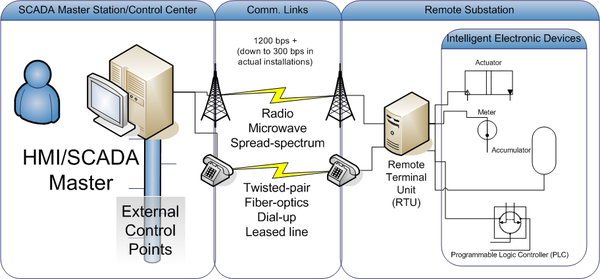 SCADA Master Station/Control Center
Comm. Links
Remote Substation
1200 bps +
(down to 300 bps in
actual installations)
Intelligent Electronic Devices
Actuator
Meter
Accumulator
Radio
Microwave
Spread-spectrum
HMI/SCADA
Master
External
Control
Points
Twisted-pair
Fiber-optics
Dial-up
Leased line
Remote
Terminal
Unit
(RTU)
Programmable Logic Controller (PLC)